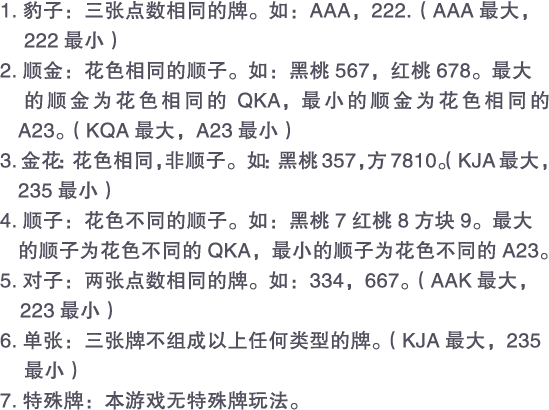 1. 豹子：三张点数相同的牌。如：AAA，222.（AAA 最大，
222 最小）
2. 顺金：花色相同的顺子。如：黑桃 567，红桃 678。最大
的顺金为花色相同的 QKA，最小的顺金为花色相同的
A23。（KQA 最大，A23 最小）
3. 金花：花色相同，非顺子。如：黑桃 357，方 7810。（KJA 最大，
235 最小）
4. 顺子：花色不同的顺子。如：黑桃 7 红桃 8 方块 9。最大
的顺子为花色不同的 QKA，最小的顺子为花色不同的 A23。
5. 对子：两张点数相同的牌。如：334，667。（AAK 最大，
223 最小）
6. 单张：三张牌不组成以上任何类型的牌。（KJA 最大，235
最小）
7. 特殊牌：本游戏无特殊牌玩法。